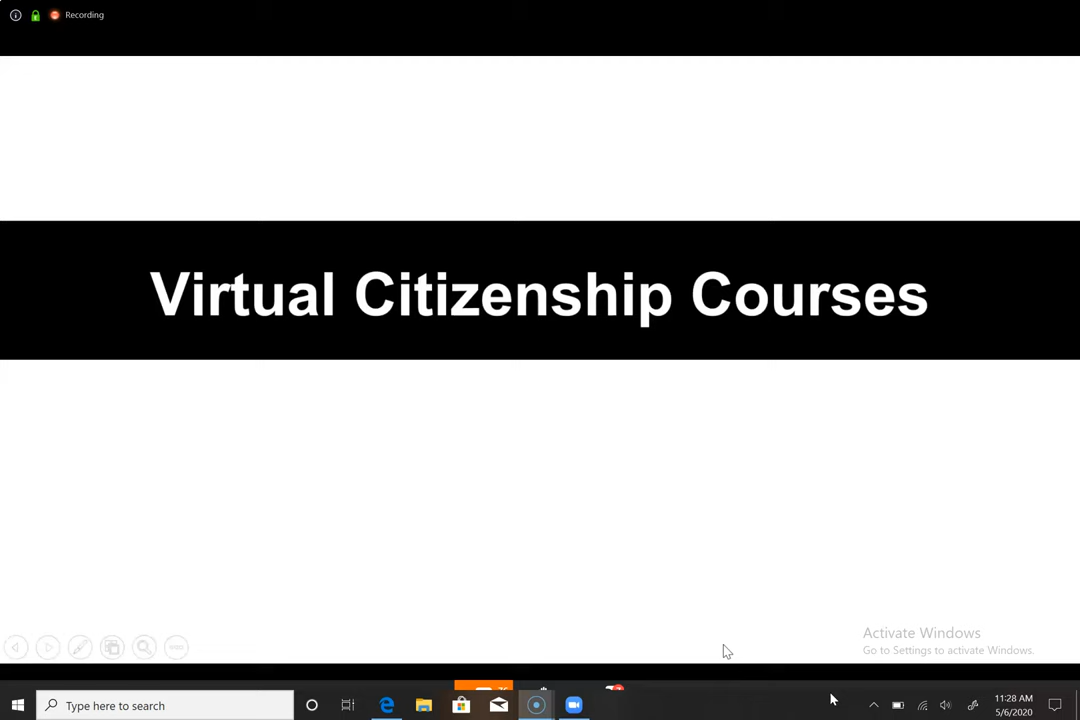 Recording
Virtual Citizenship Courses
Activate Windows
Go to Settings to activate Windows.
Type here to search
11:28 AM
5/6/2020